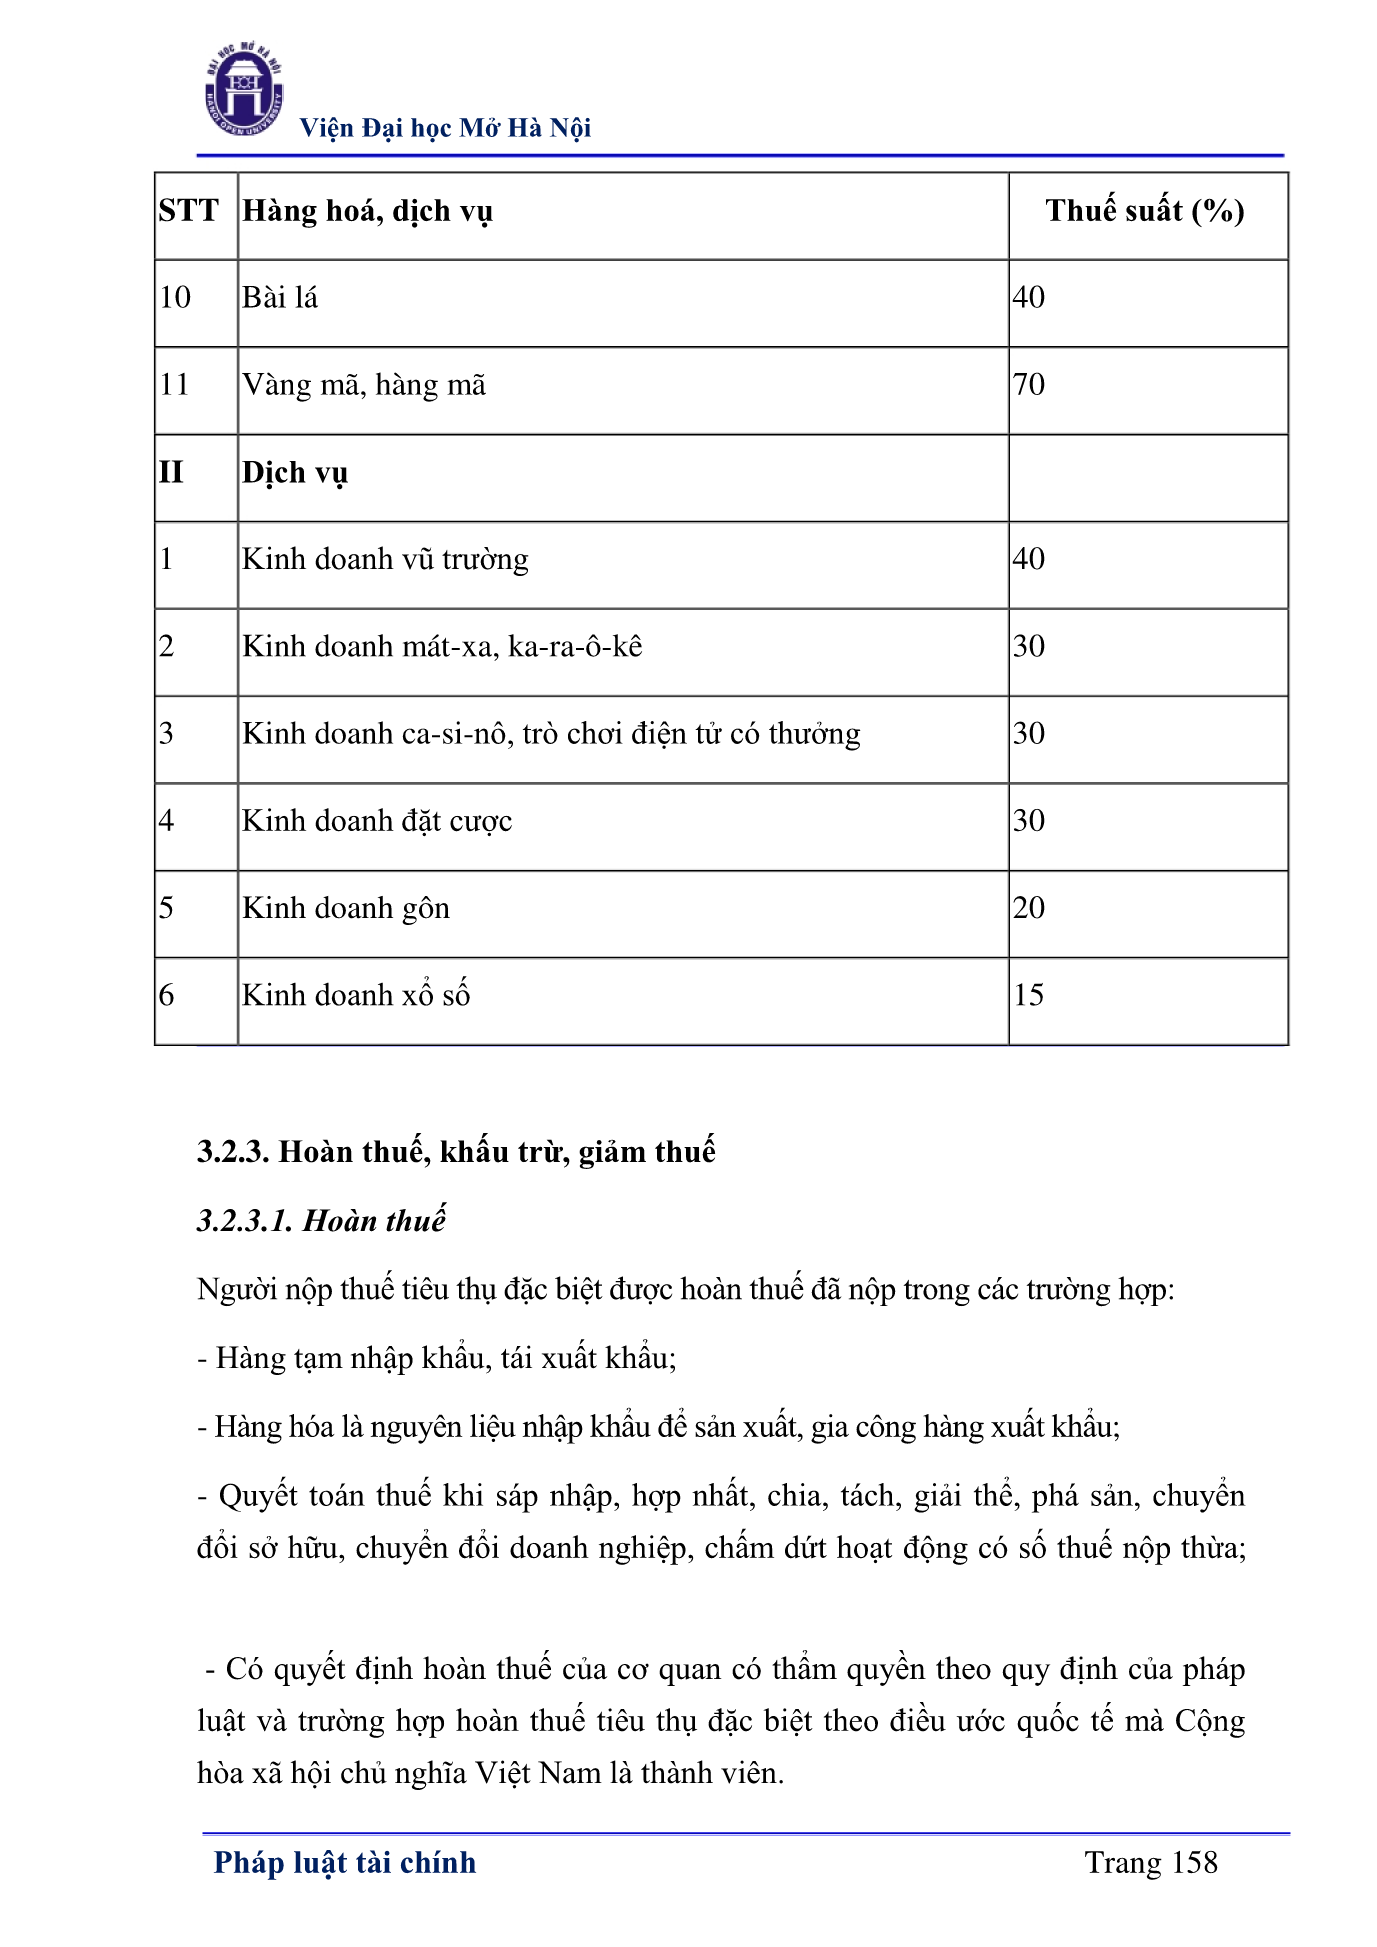 ĐẠI HỌC MỞ HÀ NỘI
HOU
HANOI OPEN UNIVERSITY
Viện Đại học Mở Hà Nội
STT Hàng hoá, dịch vụ Thuế suất (%)
10 Bài lá 40
11 Vàng mã, hàng mã 70
II Dịch vụ
1 Kinh doanh vũ trường 40
2 Kinh doanh mát-xa, ka-ra-ô-kê 30
3 Kinh doanh ca-si-nô, trò chơi điện tử có thưởng 30
4 Kinh doanh đặt cược 30
5 Kinh doanh gôn 20
6 Kinh doanh xổ số 15
3.2.3. Hoàn thuế, khấu trừ, giảm thuế
3.2.3.1. Hoàn thuế
Người nộp thuế tiêu thụ đặc biệt được hoàn thuế đã nộp trong các trường hợp:
- Hàng tạm nhập khẩu, tái xuất khẩu;
- Hàng hóa là nguyên liệu nhập khẩu để sản xuất, gia công hàng xuất khẩu;
- Quyết toán thuế khi sáp nhập, hợp nhất, chia, tách, giải thể, phá sản, chuyển
đổi sở hữu, chuyển đổi doanh nghiệp, chấm dứt hoạt động có số thuế nộp thừa;
- Có quyết định hoàn thuế của cơ quan có thẩm quyền theo quy định của pháp
luật và trường hợp hoàn thuế tiêu thụ đặc biệt theo điều ước quốc tế mà Cộng
hòa xã hội chủ nghĩa Việt Nam là thành viên.
Pháp luật tài chính Trang 158